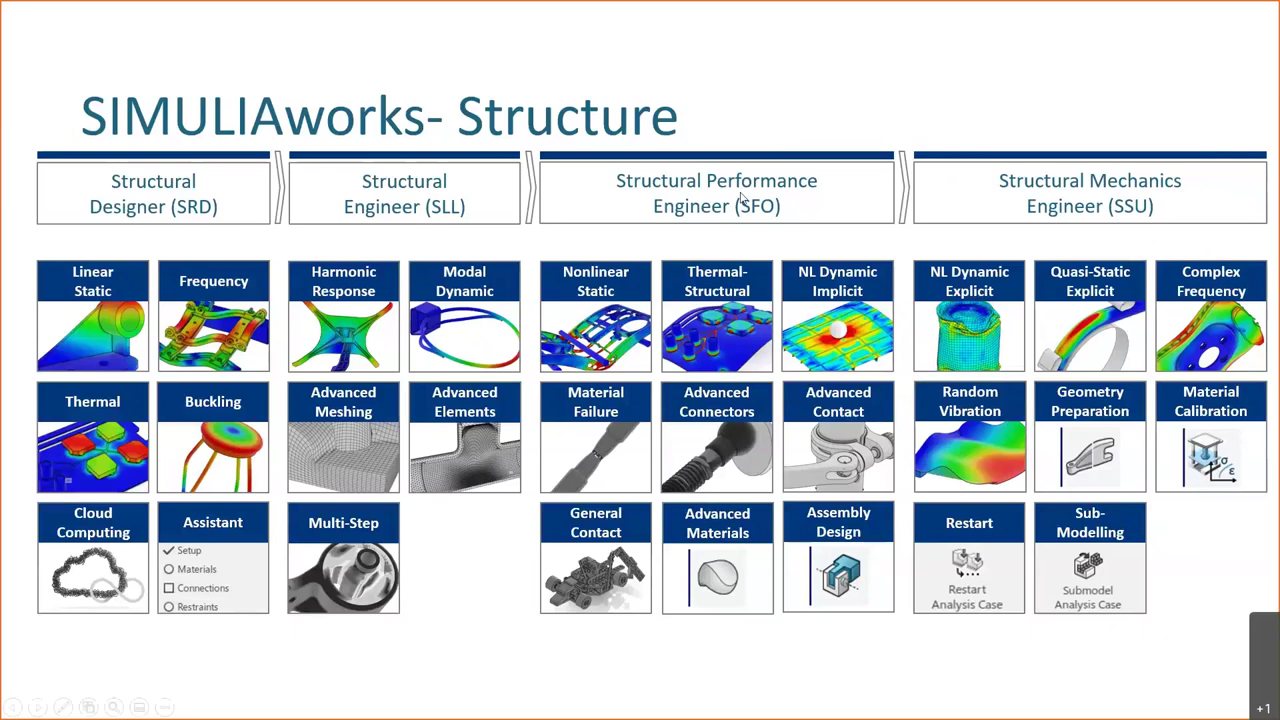 SIMULIAworks- Structure
Structural
Designer (SRD)
Structural
Engineer (SLL)
Structural Performance
Engineer (SFO)
Structural Mechanics
Engineer (SSU)
Linear
Static
Frequency
Harmonic
Response
Modal
Dynamic
Nonlinear
Static
Thermal-
Structural
NL Dynamic
Implicit
NL Dynamic
Explicit
Quasi-Static
Explicit
Complex
Frequency
Thermal
Buckling
Advanced
Meshing
Advanced
Elements
Material
Failure
Advanced
Connectors
Advanced
Contact
Random
Vibration
Geometry
Preparation
Material
Calibration
σ
ε
Cloud
Computing
Assistant
Setup
Materials
Connections
Restraints
Multi-Step
General
Contact
Advanced
Materials
Assembly
Design
Restart
Restart
Analysis Case
Sub-
Modelling
Submodel
Analysis Case
+1